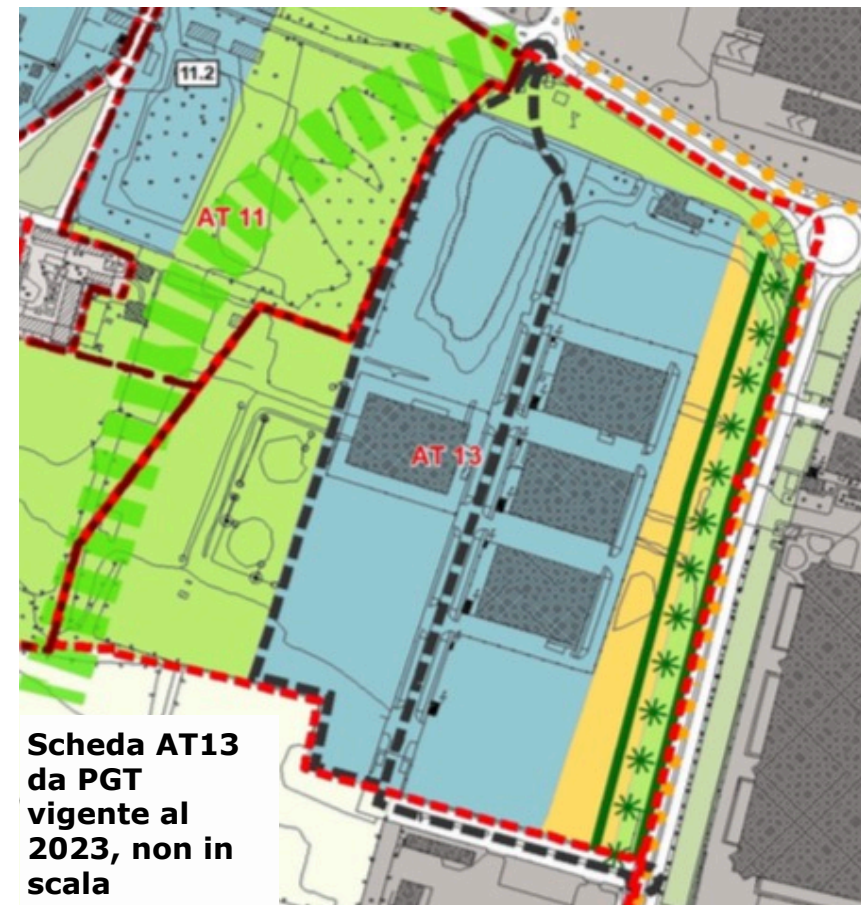 11.2
AT 11
AT 13
Scheda AT13
da PGT
vigente al
2023, non in
scala